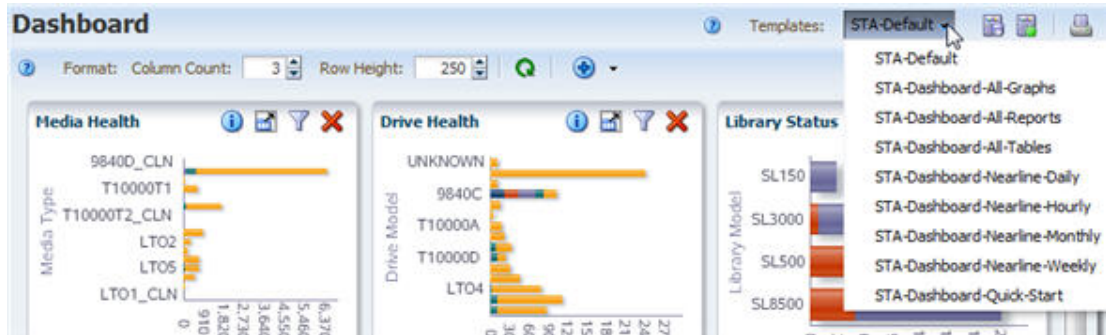 Dashboard
Templates: STA-Default
Format: Column Count: 3 Row Height: 250
STA-Default
STA-Dashboard-All-Graphs
STA-Dashboard-All-Reports
STA-Dashboard-All-Tables
STA-Dashboard-Nearline-Daily
STA-Dashboard-Nearline-Hourly
STA-Dashboard-Nearline-Monthly
STA-Dashboard-Nearline-Weekly
STA-Dashboard-Quick-Start
Media Health
Media Type
9840D_CLN
T10000T1
T10000T2_CLN
LTO2
LTO5
LTO1_CLN
0
910
Drive Health
Drive Model
UNKNOWN
9840C
T10000A
T10000D
LTO4
0
Library Status
Library Model
SL150
SL3000
SL500
SL8500